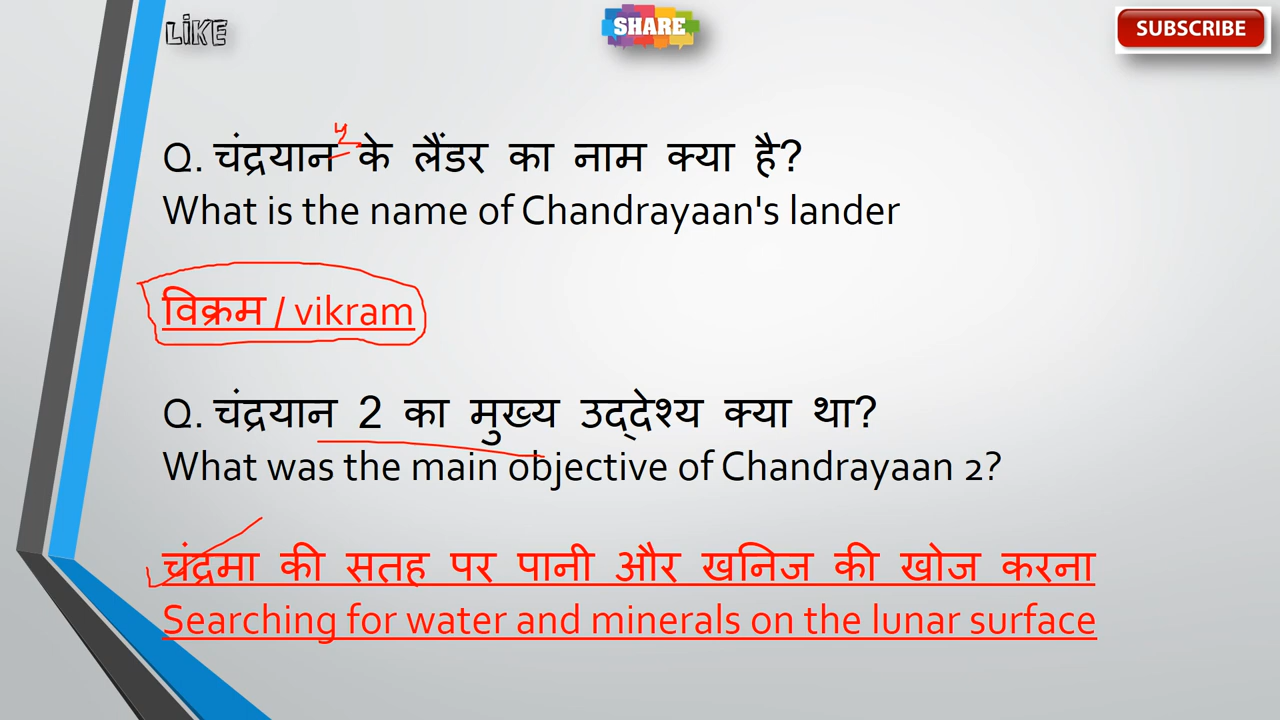 LIKE
SHARE
SUBSCRIBE
Q. चंद्रयान के लैंडर का नाम क्या है?
What is the name of Chandrayaan's lander
विक्रम / vikram
Q. चंद्रयान 2 का मुख्य उद्देश्य क्या था?
What was the main objective of Chandrayaan 2?
चंद्रमा की सतह पर पानी और खनिज की खोज करना
Searching for water and minerals on the lunar surface